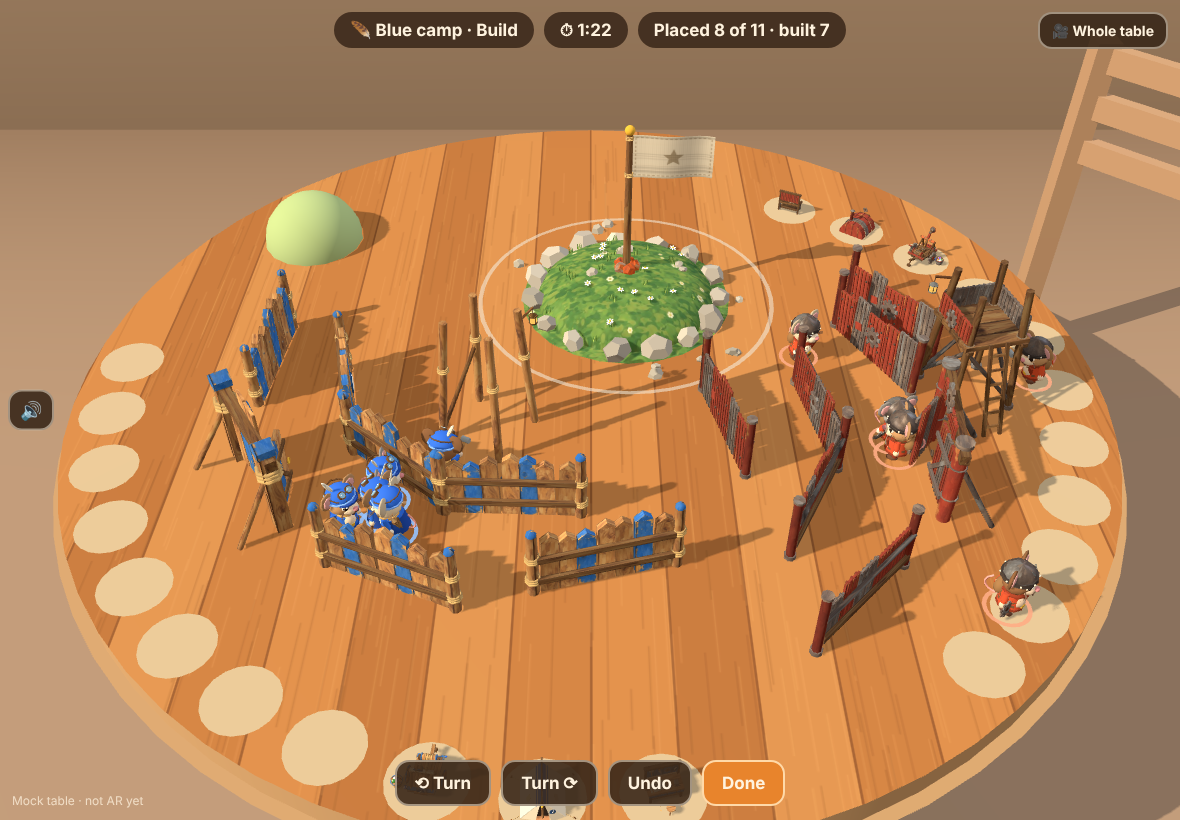 Blue camp · Build
1:22
Placed 8 of 11 · built 7
Whole table
⟲ Turn
Turn ⟳
Undo
Done
Mock table · not AR yet